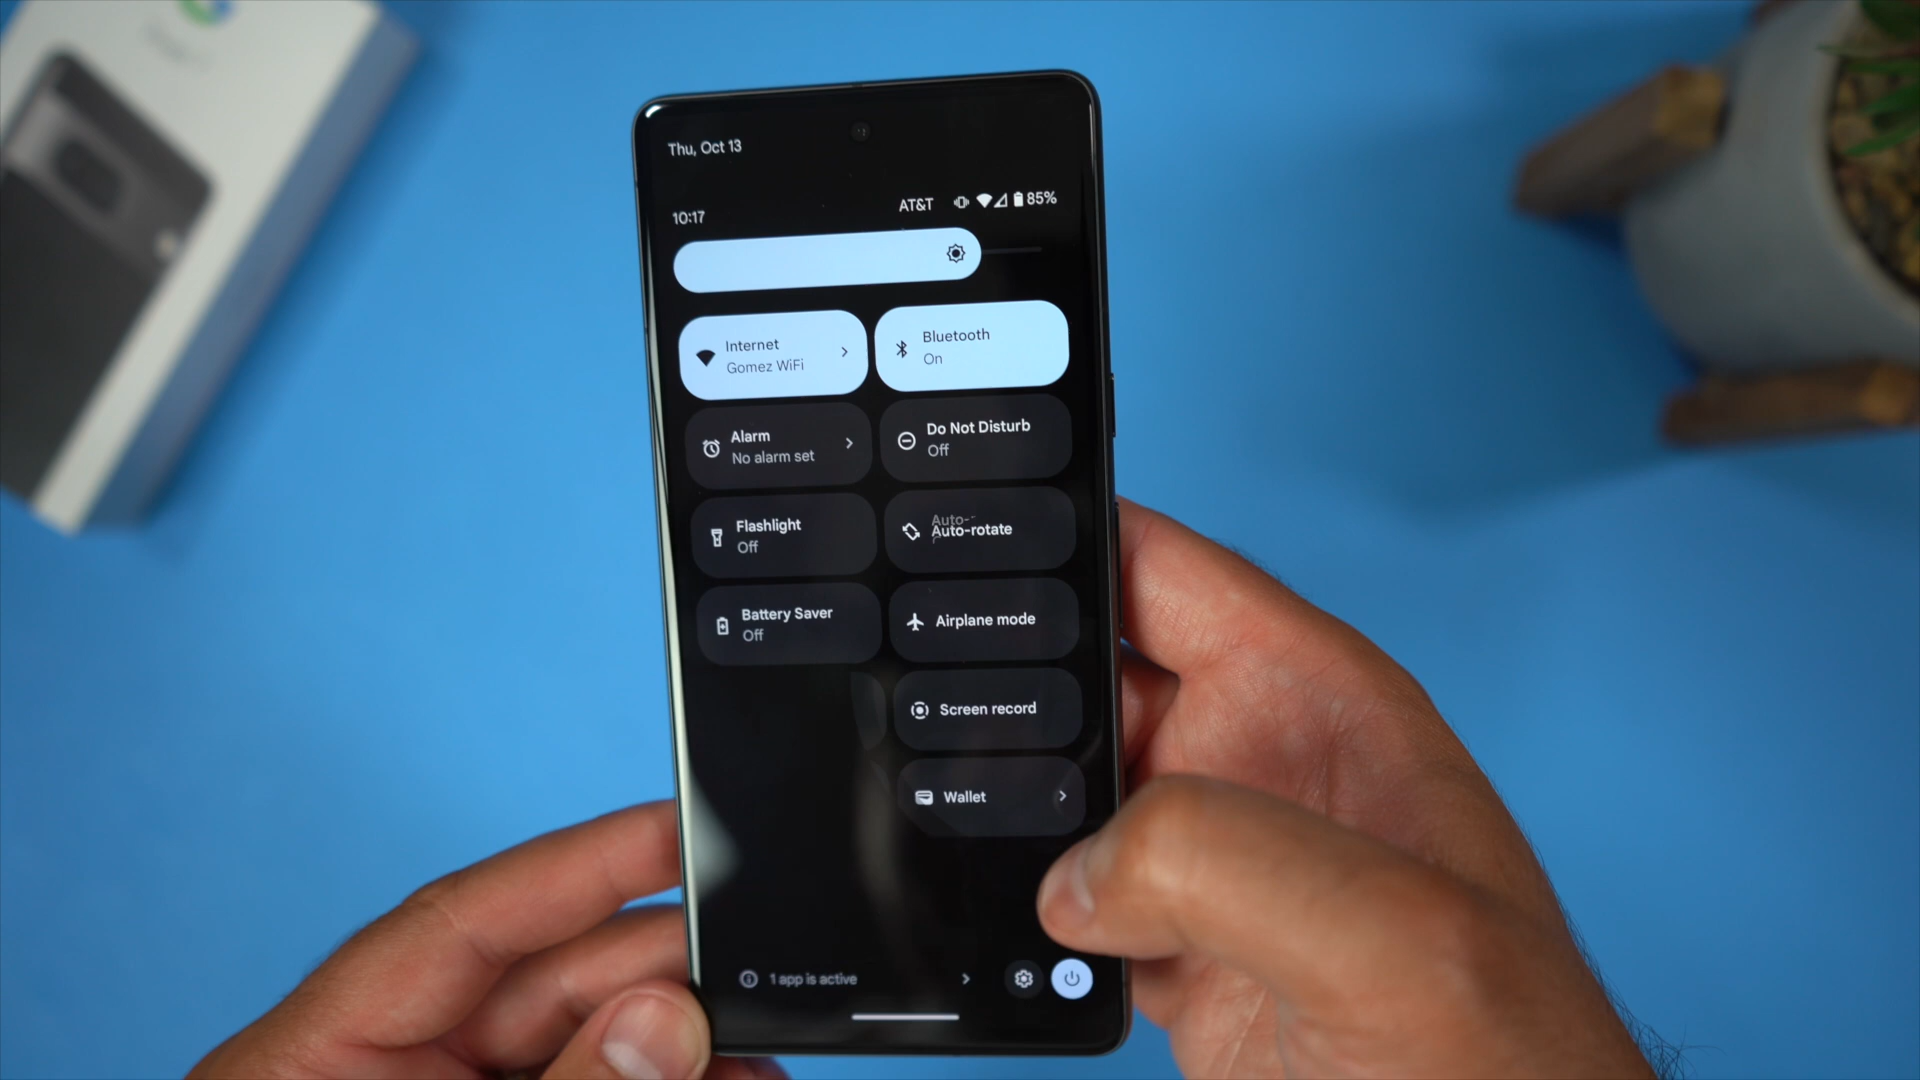 Thu, Oct 13
10:17
AT&T 85%
Internet
Gomez WiFi
Bluetooth
On
Alarm
No alarm set
Do Not Disturb
Off
Flashlight
Off
Auto-
Auto-rotate
Battery Saver
Off
Airplane mode
Screen record
Wallet
1 app is active